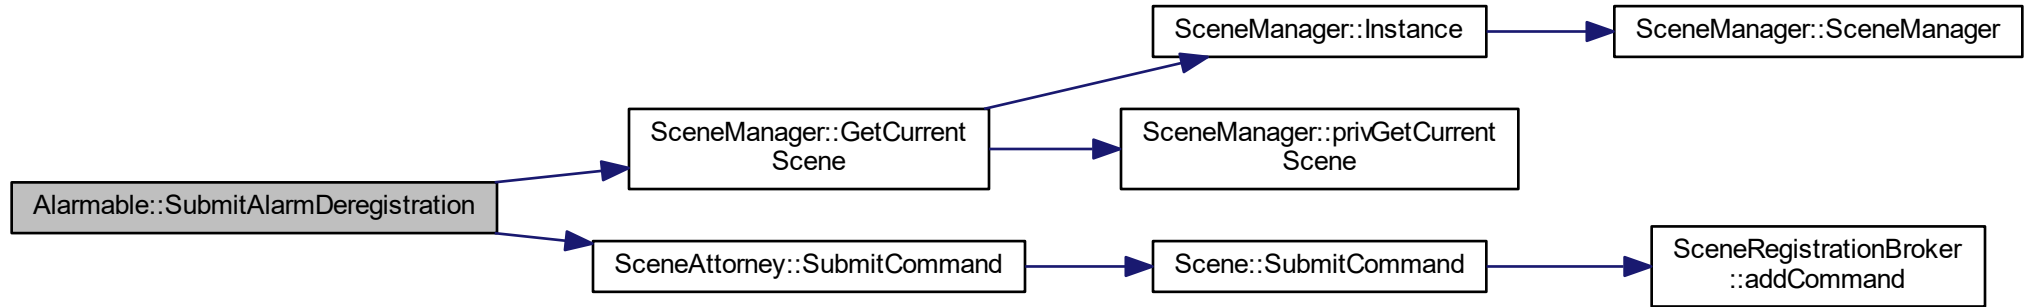 SceneManager::Instance
SceneManager::SceneManager
SceneManager::GetCurrent
Scene
SceneManager::privGetCurrent
Scene
Alarmable::SubmitAlarmDeregistration
SceneAttorney::SubmitCommand
Scene::SubmitCommand
SceneRegistrationBroker
::addCommand